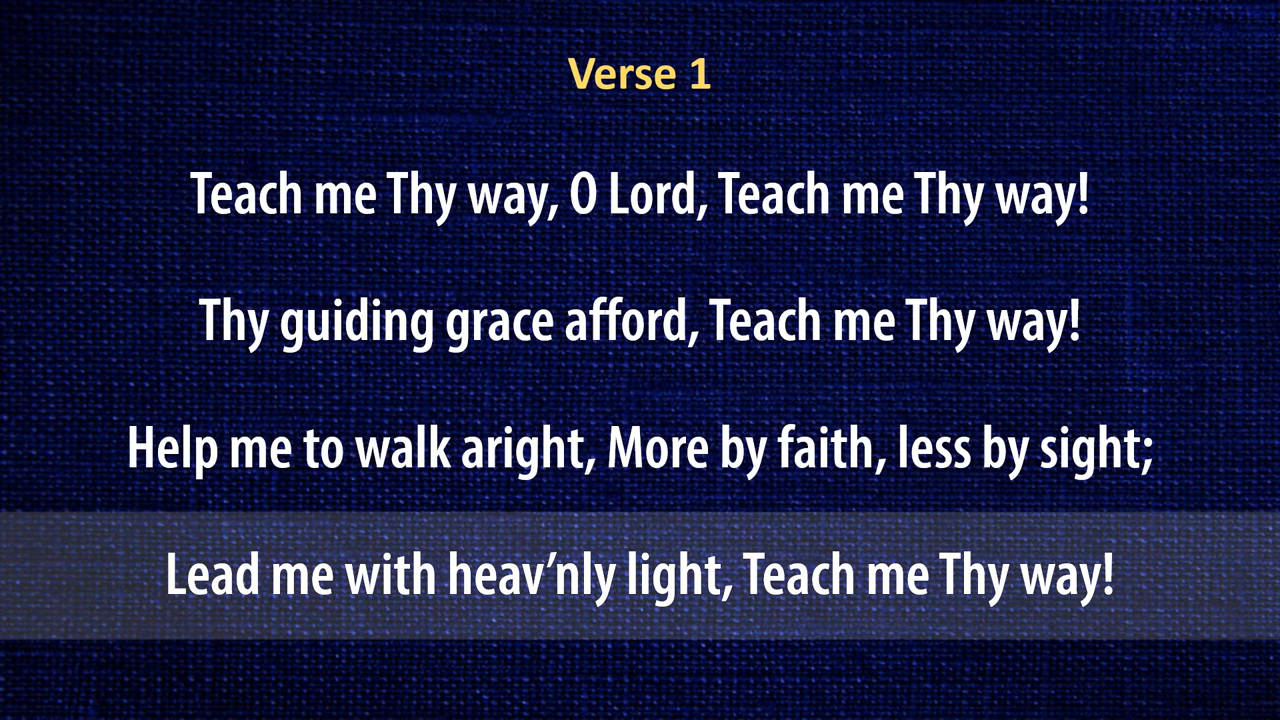 Verse 1
Teach me Thy way, O Lord, Teach me Thy way!
Thy guiding grace afford, Teach me Thy way!
Help me to walk aright, More by faith, less by sight;
Lead me with heav’nly light, Teach me Thy way!